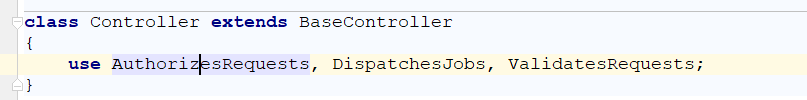 class Controller extends BaseController
{
    use AuthorizesRequests, DispatchesJobs, ValidatesRequests;
}